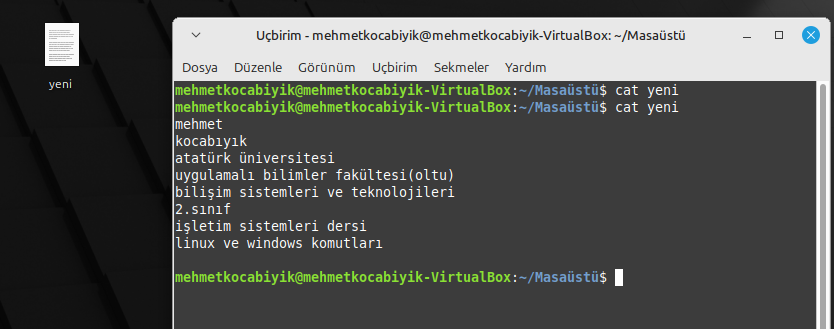 yeni
Uçbirim - mehmetkocabiyik@mehmetkocabiyik-VirtualBox: ~/Masaüstü
Dosya Düzenle Görünüm Uçbirim Sekmeler Yardım
mehmetkocabiyik@mehmetkocabiyik-VirtualBox:~/Masaüstü$ cat yeni
mehmetkocabiyik@mehmetkocabiyik-VirtualBox:~/Masaüstü$ cat yeni
mehmet
kocabıyık
atatürk üniversitesi
uygulamalı bilimler fakültesi(oltu)
bilişim sistemleri ve teknolojileri
2.sınıf
işletim sistemleri dersi
linux ve windows komutları
mehmetkocabiyik@mehmetkocabiyik-VirtualBox:~/Masaüstü$